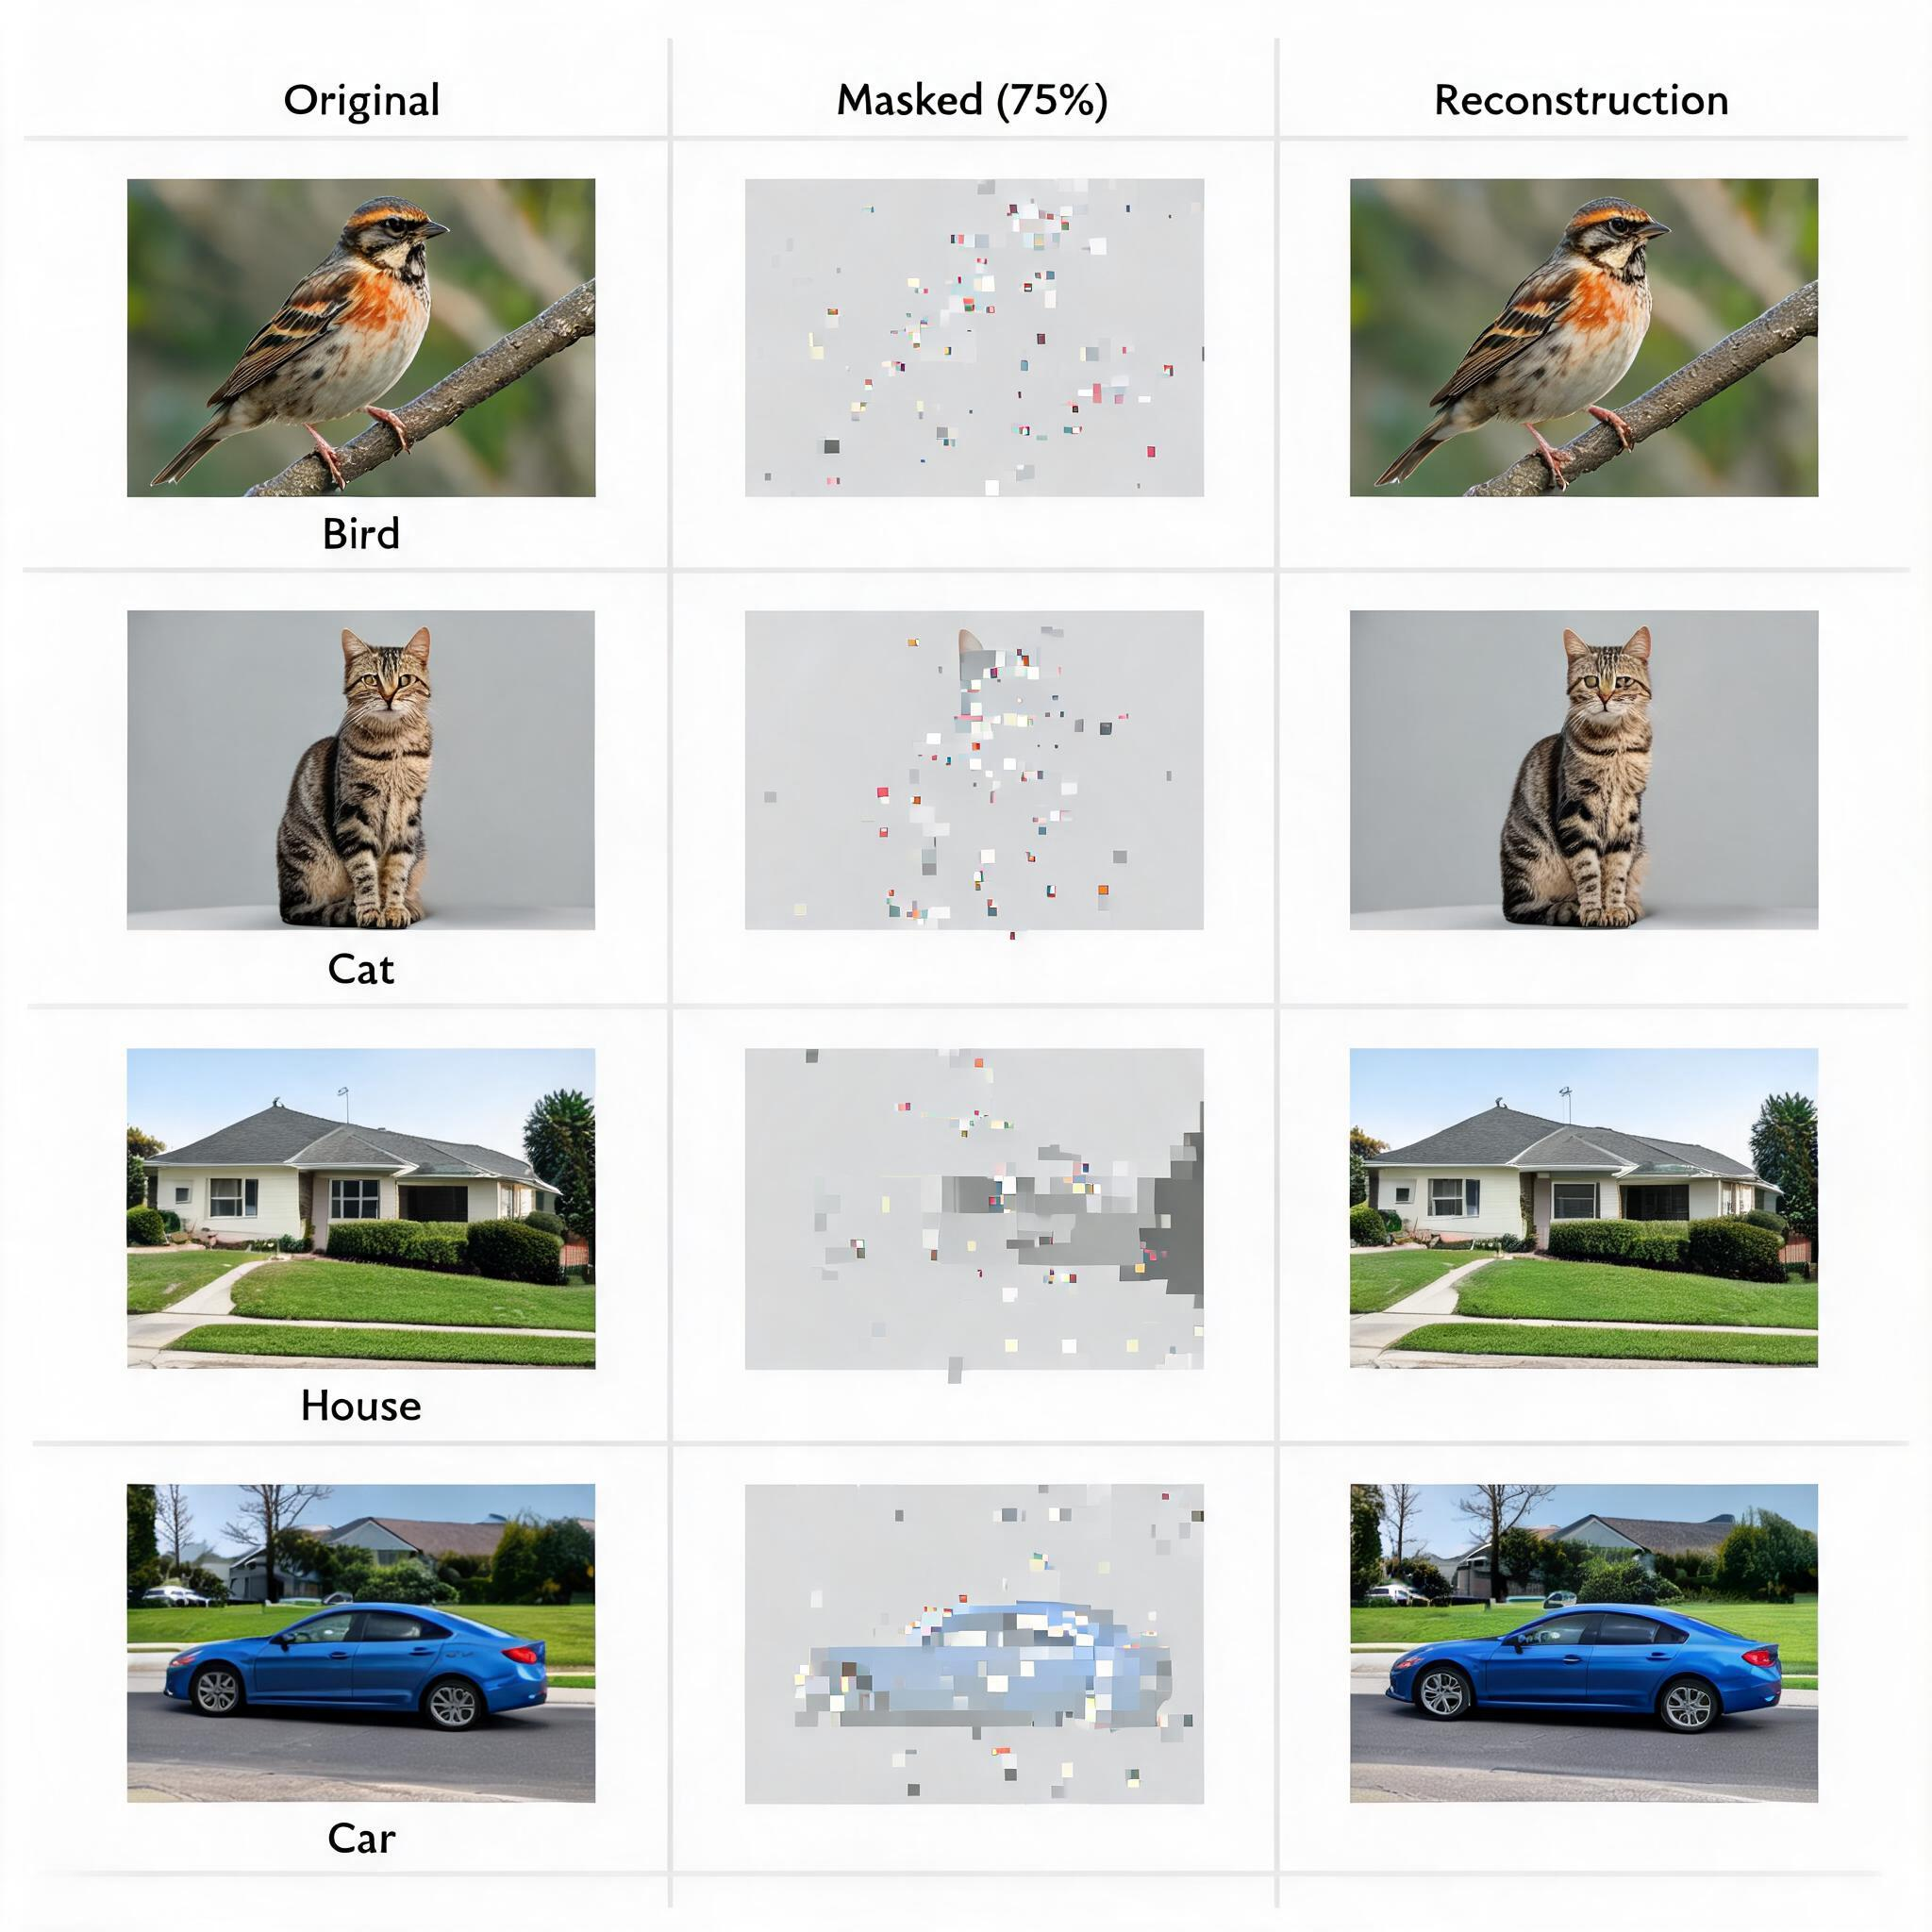 Original
Masked (75%)
Reconstruction
Bird
Cat
House
Car